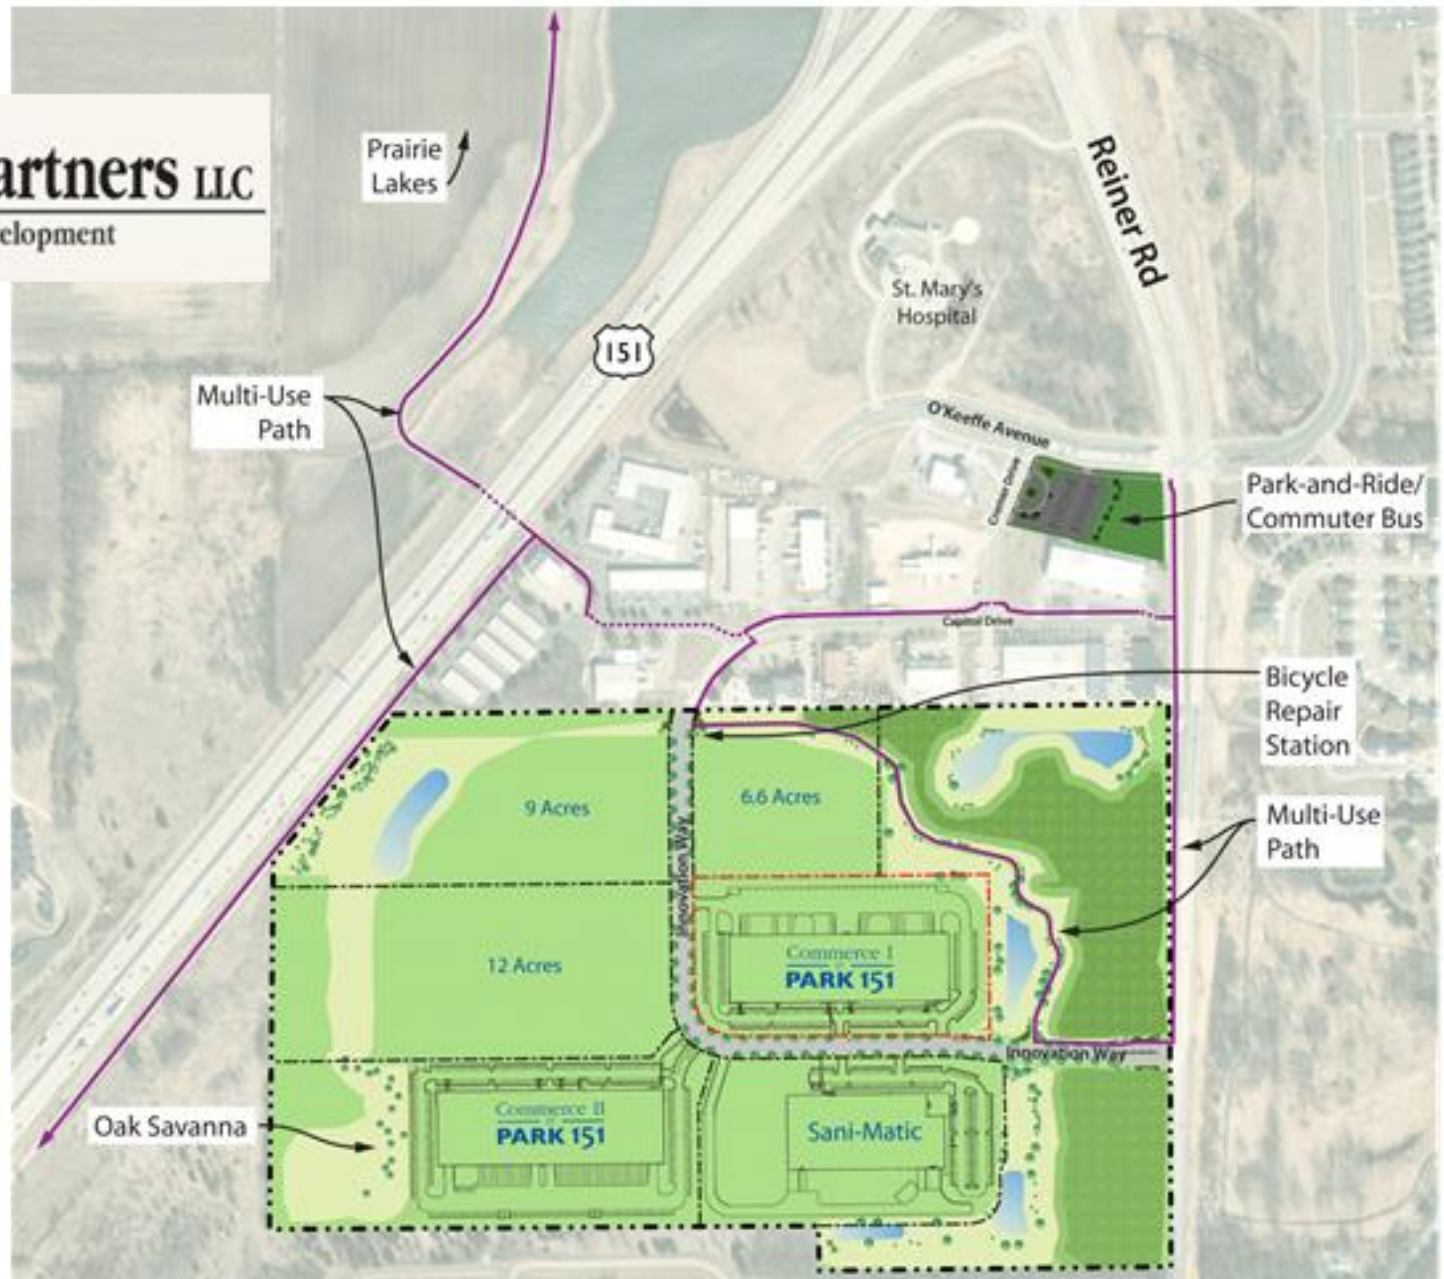 artners LLC
elopment
Prairie
Lakes
Reiner Rd
St. Mary's
Hospital
151
Multi-Use
Path
O'Keeffe Avenue
Park-and-Ride/
Commuter Bus
Capitol Drive
Bicycle
Repair
Station
9 Acres
6.6 Acres
Multi-Use
Path
Innovation Way
12 Acres
Commerce I
PARK 151
Innovation Way
Oak Savanna
Commerce II
PARK 151
Sani-Matic